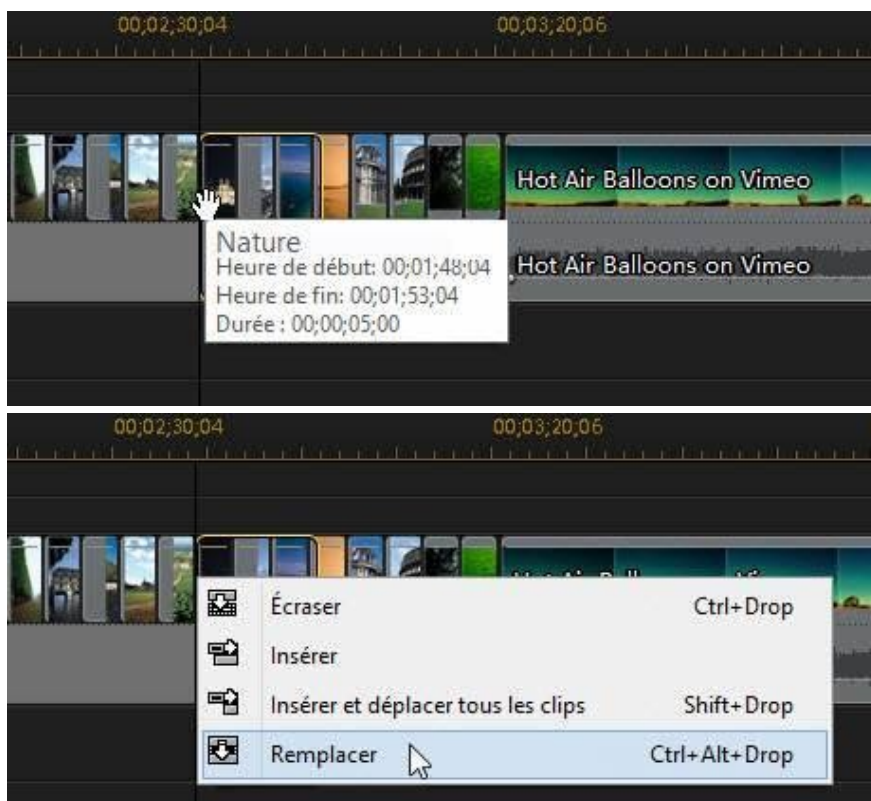 00;02;30;04 00;03;20;06
Hot Air Balloons on Vimeo
Nature
Heure de début: 00;01;48;04
Hot Air Balloons on Vimeo
Heure de fin: 00;01;53;04
Durée : 00;00;05;00
00;02;30;04 00;03;20;06
Écraser Ctrl+Drop
Insérer
Insérer et déplacer tous les clips Shift+Drop
Remplacer Ctrl+Alt+Drop